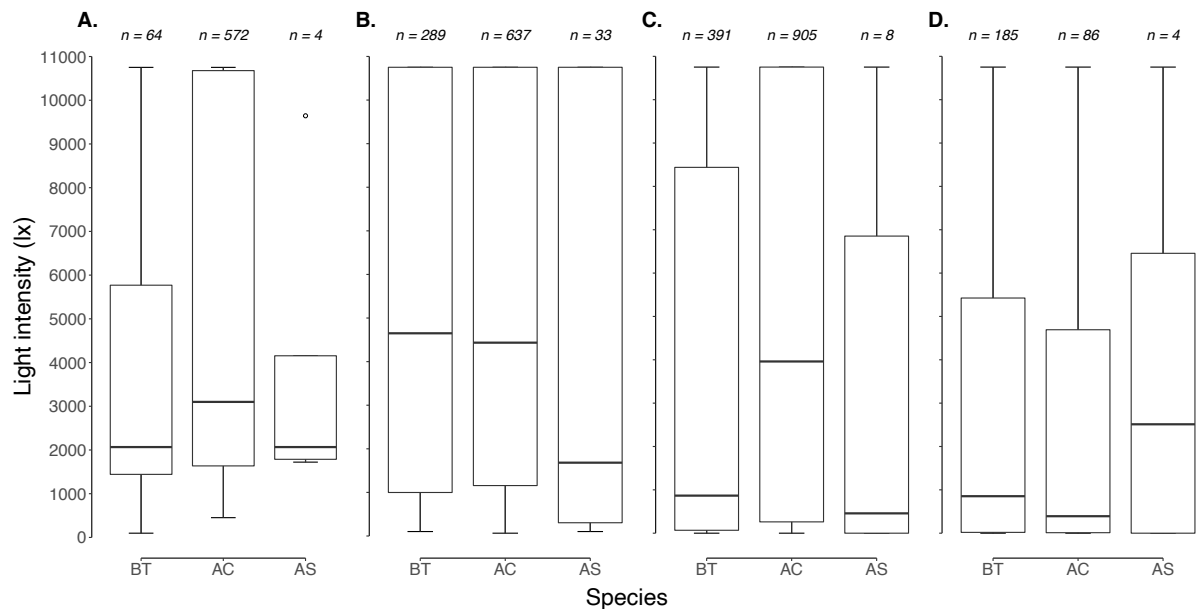 A. B. C. D.
n = 64 n = 572 n = 4 n = 289 n = 637 n = 33 n = 391 n = 905 n = 8 n = 185 n = 86 n = 4
11000
10000
9000
8000
7000
6000
5000
4000
3000
2000
1000
0
Light intensity (lx)
BT AC AS BT AC AS BT AC AS BT AC AS
Species